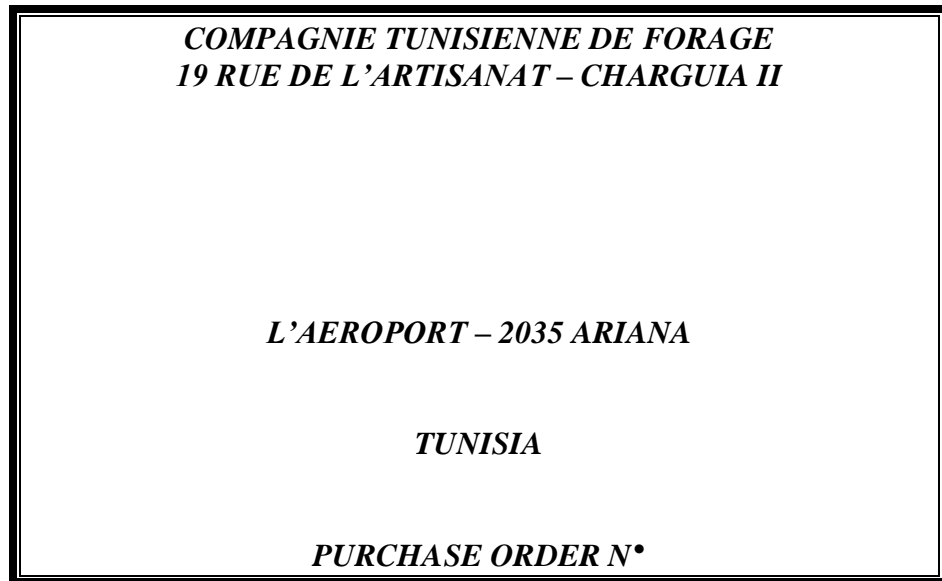 COMPAGNIE TUNISIENNE DE FORAGE
19 RUE DE L’ARTISANAT – CHARGUIA II
L’AEROPORT – 2035 ARIANA
TUNISIA
PURCHASE ORDER N•